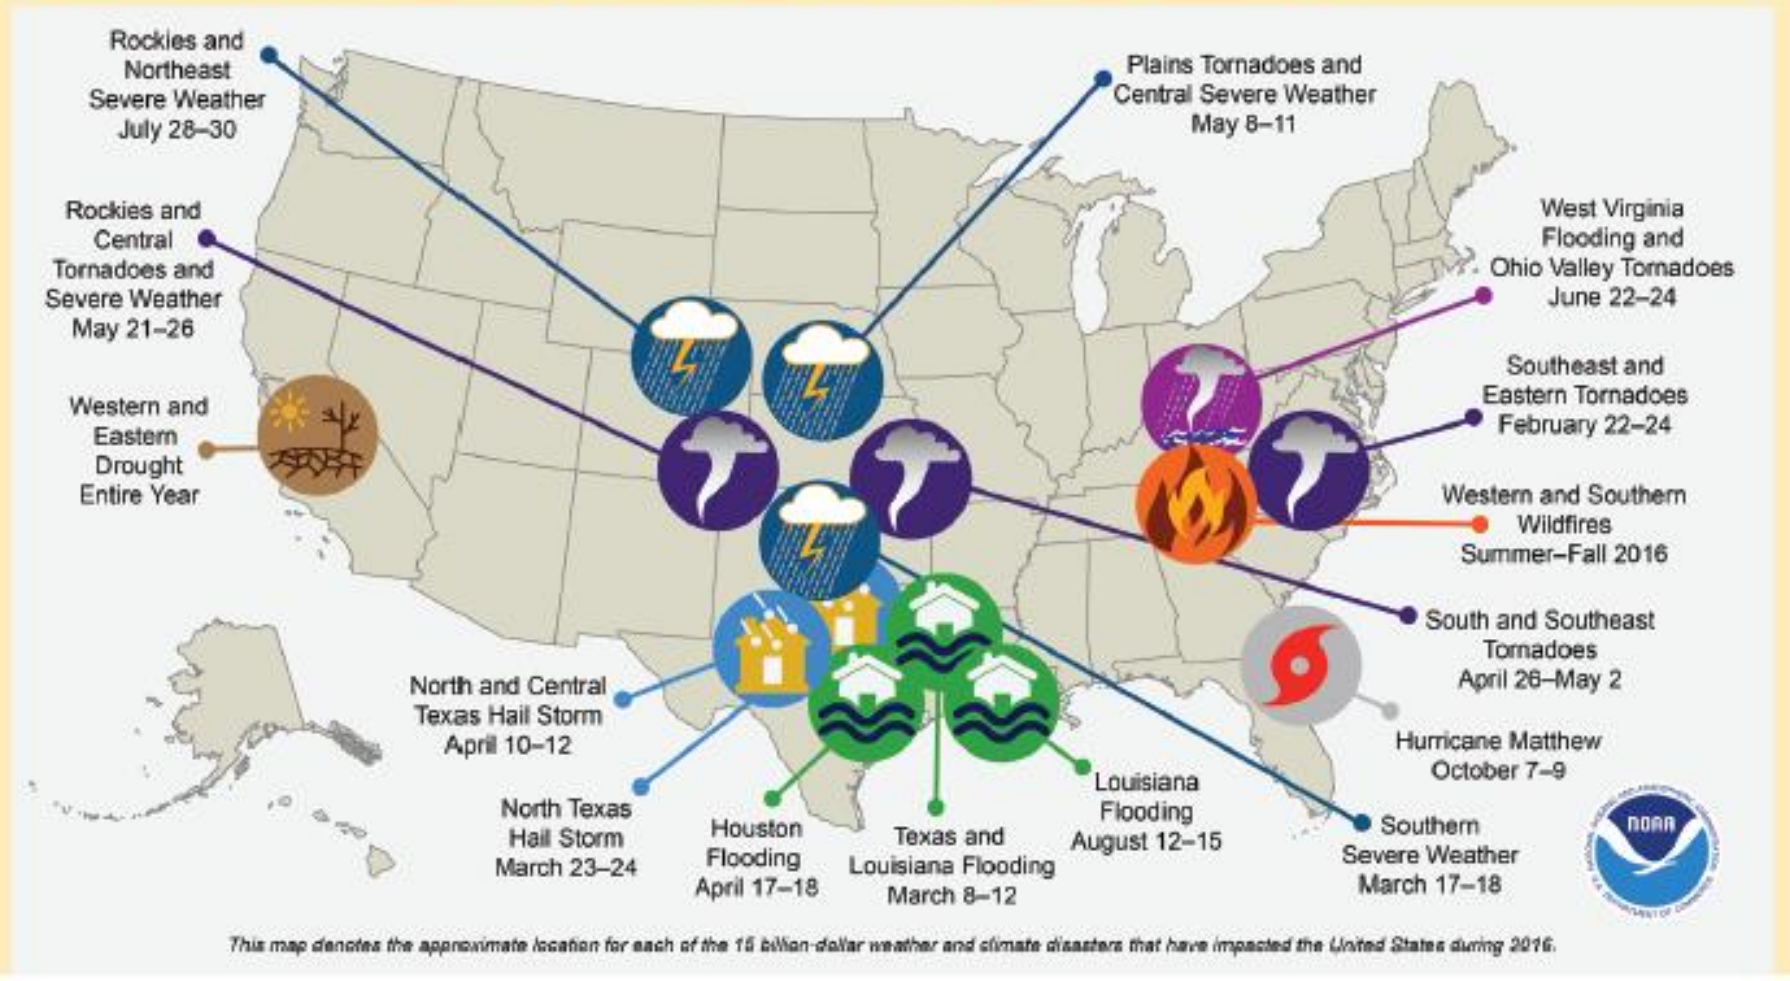 Rockies and
Northeast
Severe Weather
July 28–30
Plains Tornadoes and
Central Severe Weather
May 8–11
Rockies and
Central
Tornadoes and
Severe Weather
May 21–26
West Virginia
Flooding and
Ohio Valley Tornadoes
June 22–24
Western and
Eastern
Drought
Entire Year
Southeast and
Eastern Tornadoes
February 22–24
Western and Southern
Wildfires
Summer–Fall 2016
South and Southeast
Tornadoes
April 26–May 2
North and Central
Texas Hail Storm
April 10–12
Hurricane Matthew
October 7–9
North Texas
Hail Storm
March 23–24
Houston
Flooding
April 17–18
Texas and
Louisiana Flooding
March 8–12
Louisiana
Flooding
August 12–15
Southern
Severe Weather
March 17–18
NOAA
This map denotes the approximate location for each of the 15 billion-dollar weather and climate disasters that have impacted the United States during 2016.